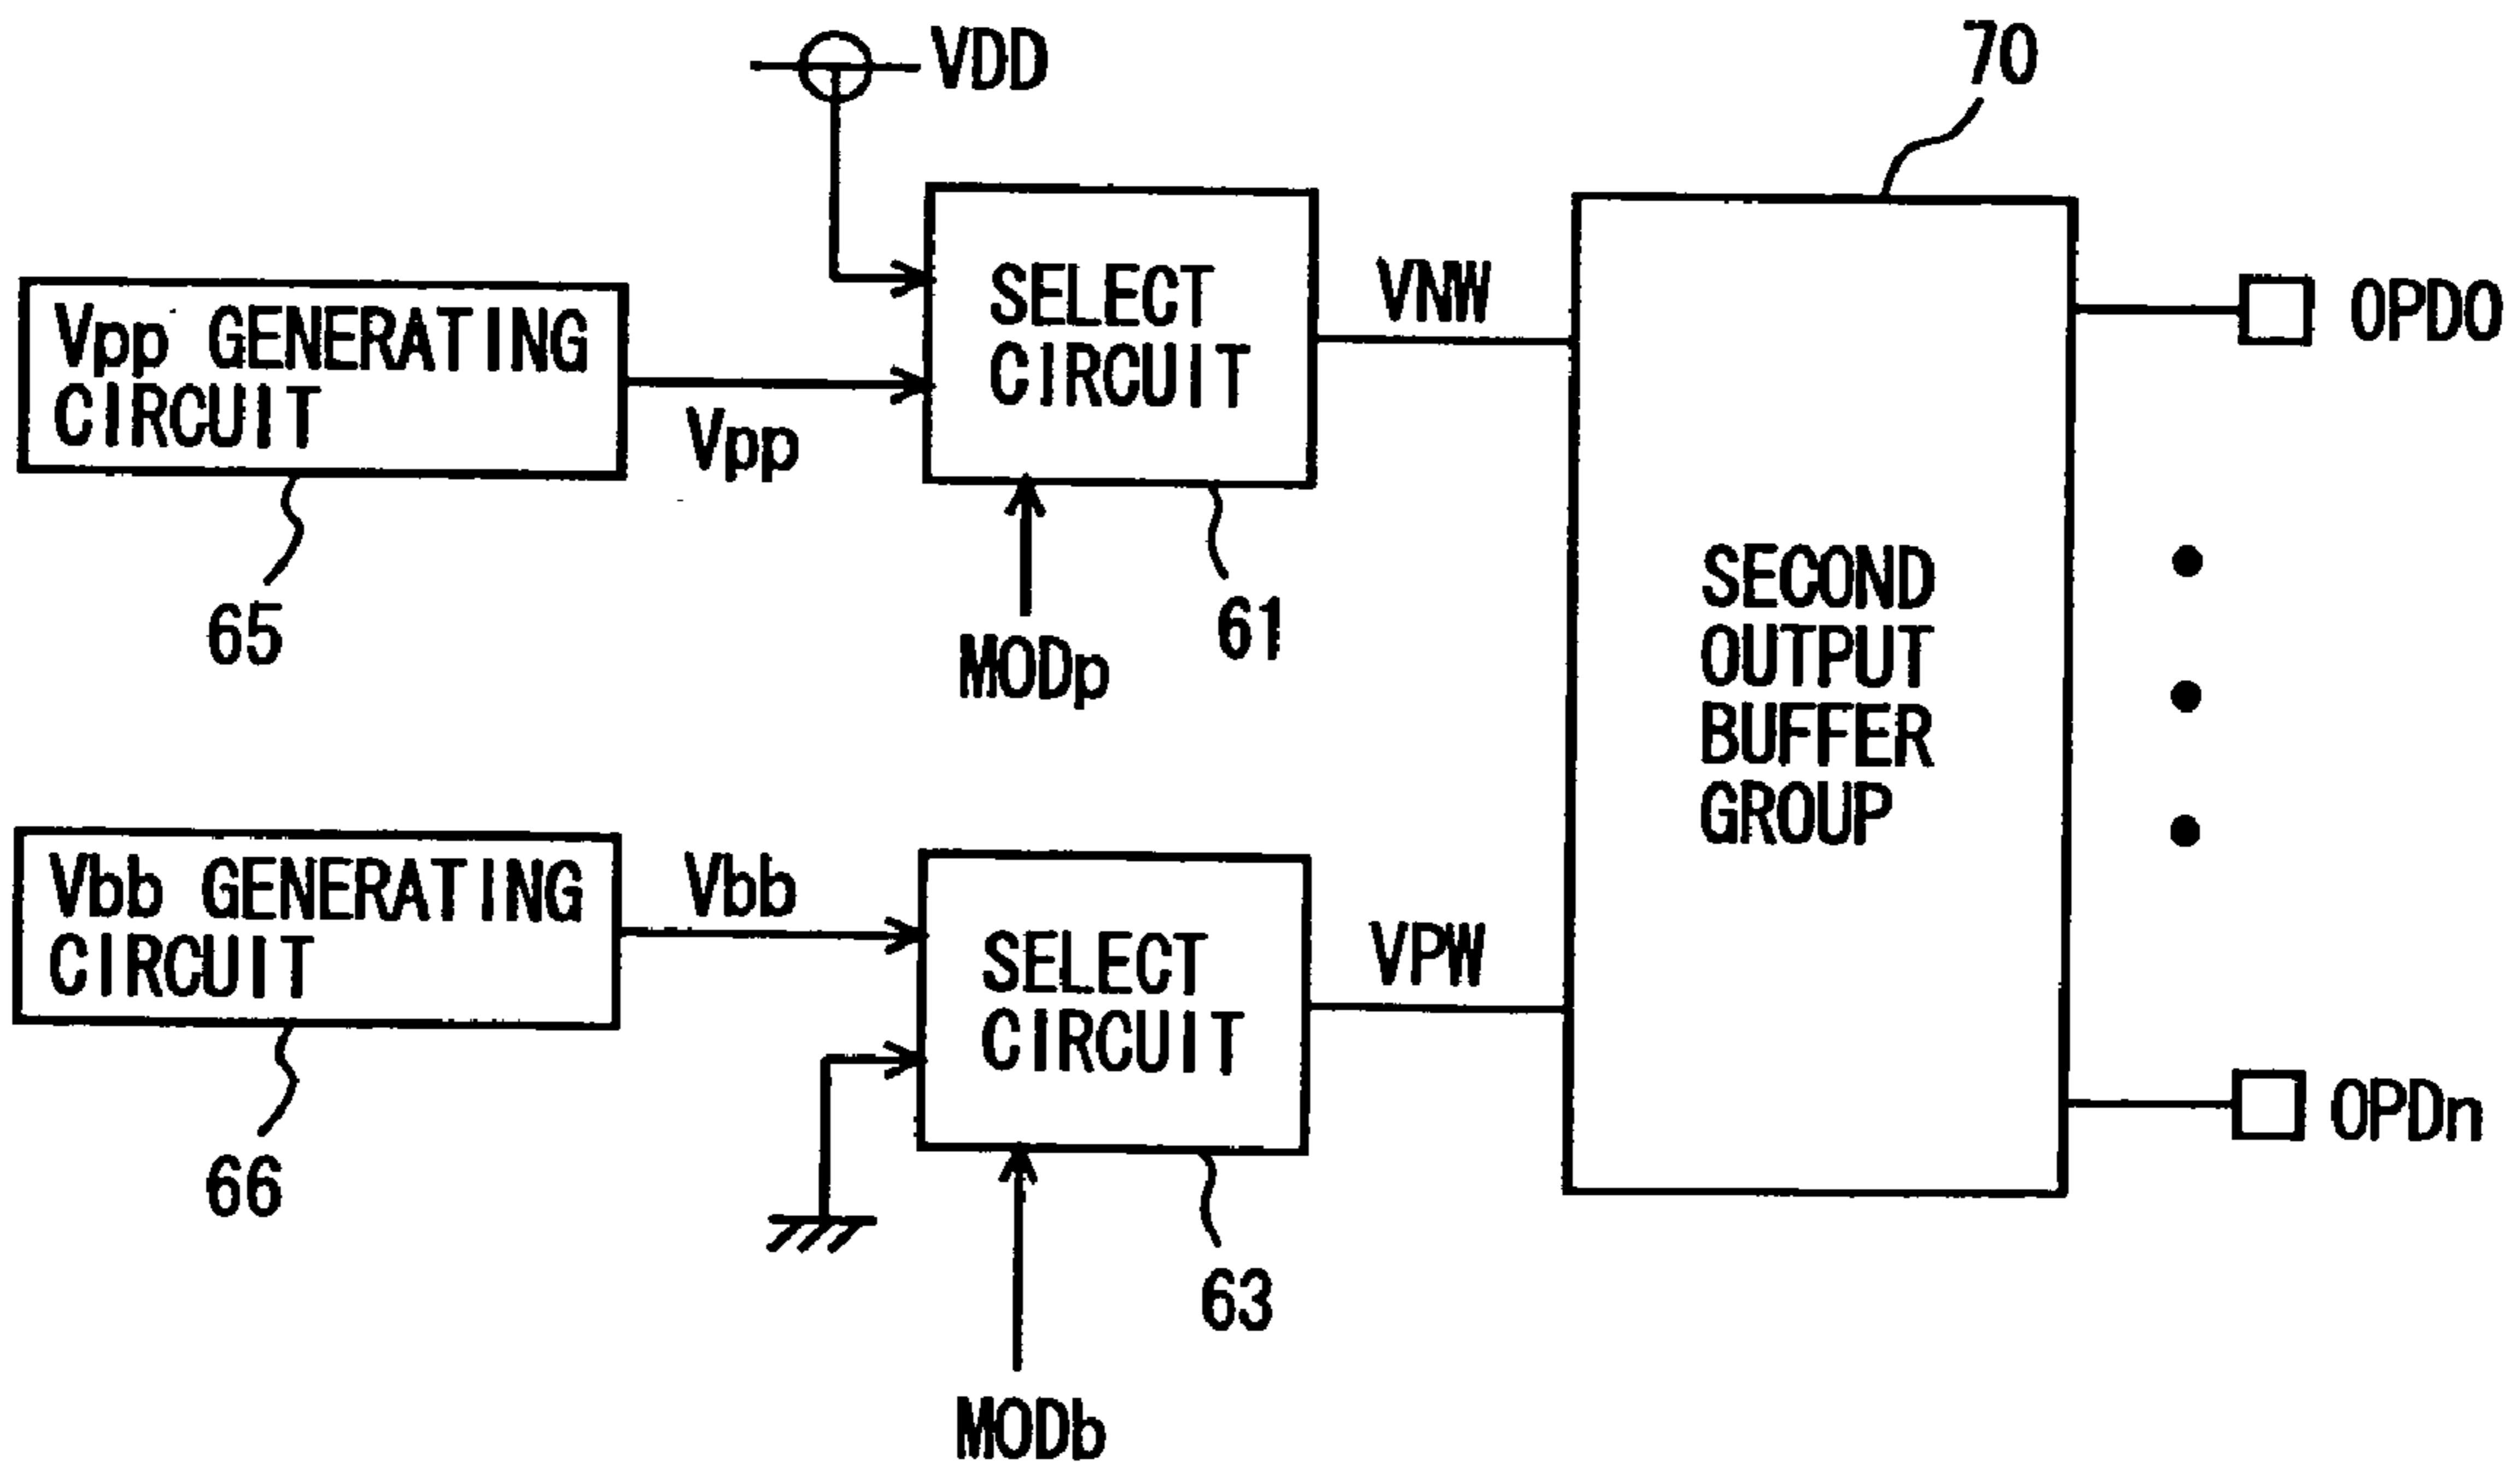 VDD
70
Vpp GENERATING
CIRCUIT
SELECT
CIRCUIT
VNW
OPD0
Vpp
65
MODp
61
SECOND
OUTPUT
BUFFER
GROUP
Vbb GENERATING
CIRCUIT
Vbb
SELECT
CIRCUIT
VPW
OPDn
66
63
MODb